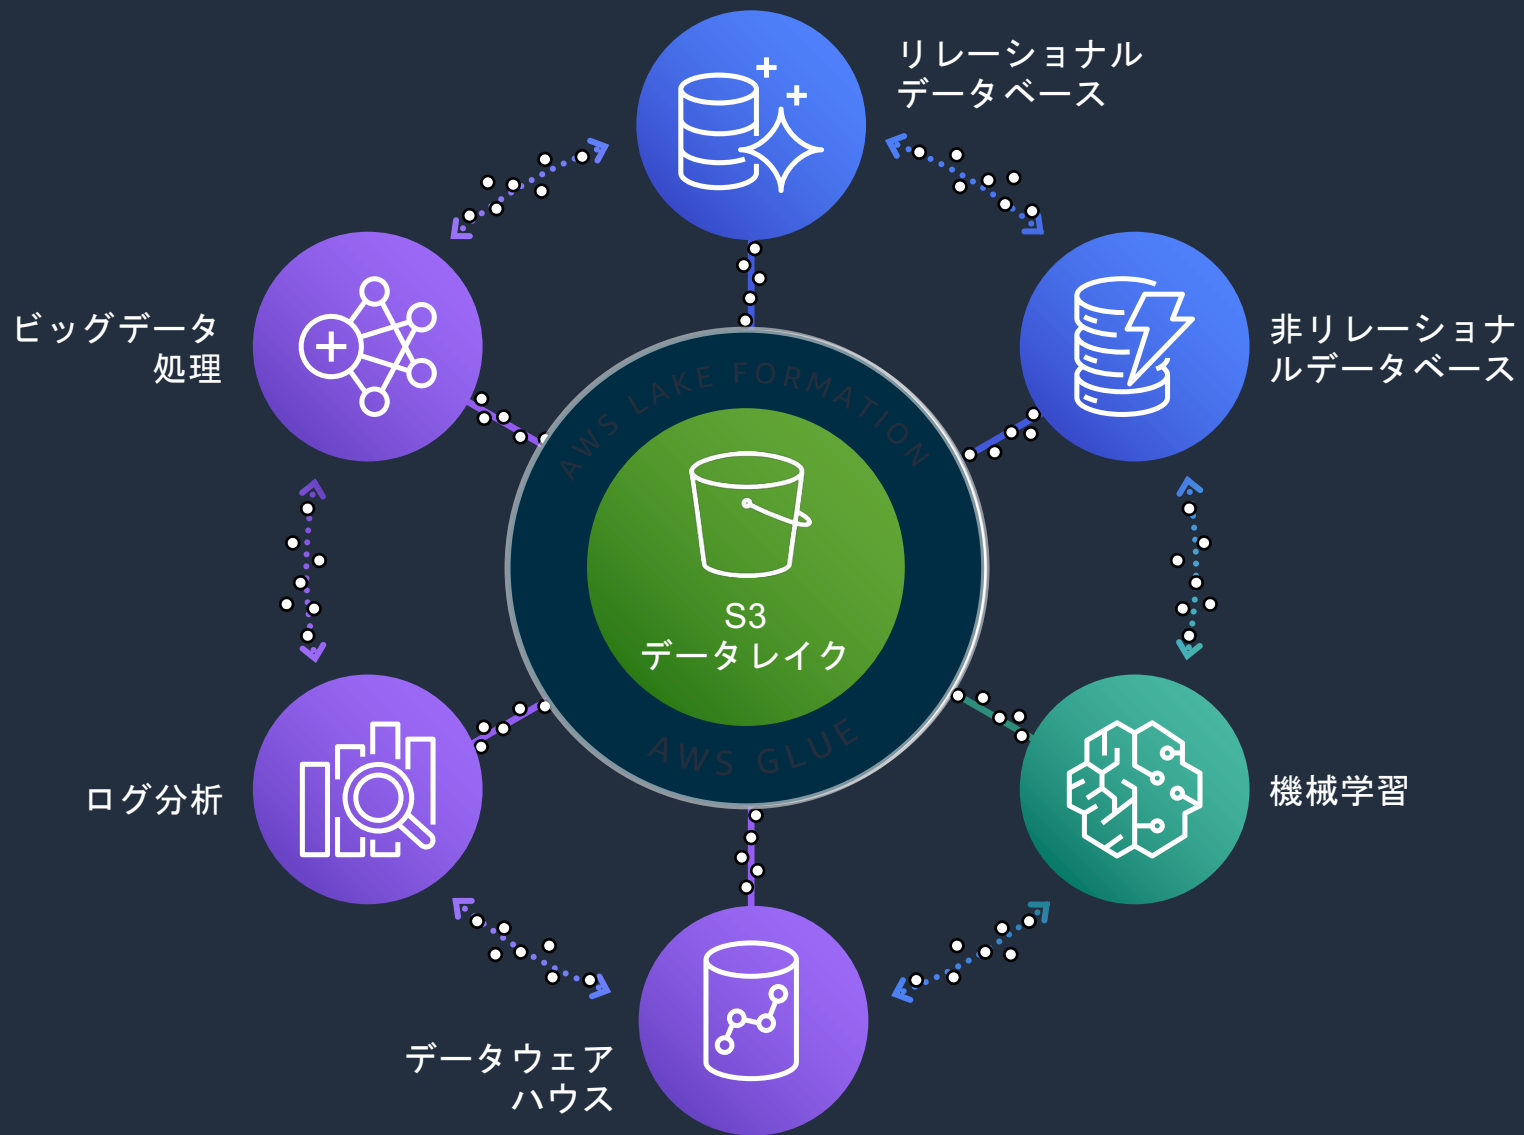 リレーショナル
データベース
ビッグデータ
処理
非リレーショナ
ルデータベース
AWS LAKE FORMATION
S3
データレイク
AWS GLUE
ログ分析
機械学習
データウェア
ハウス